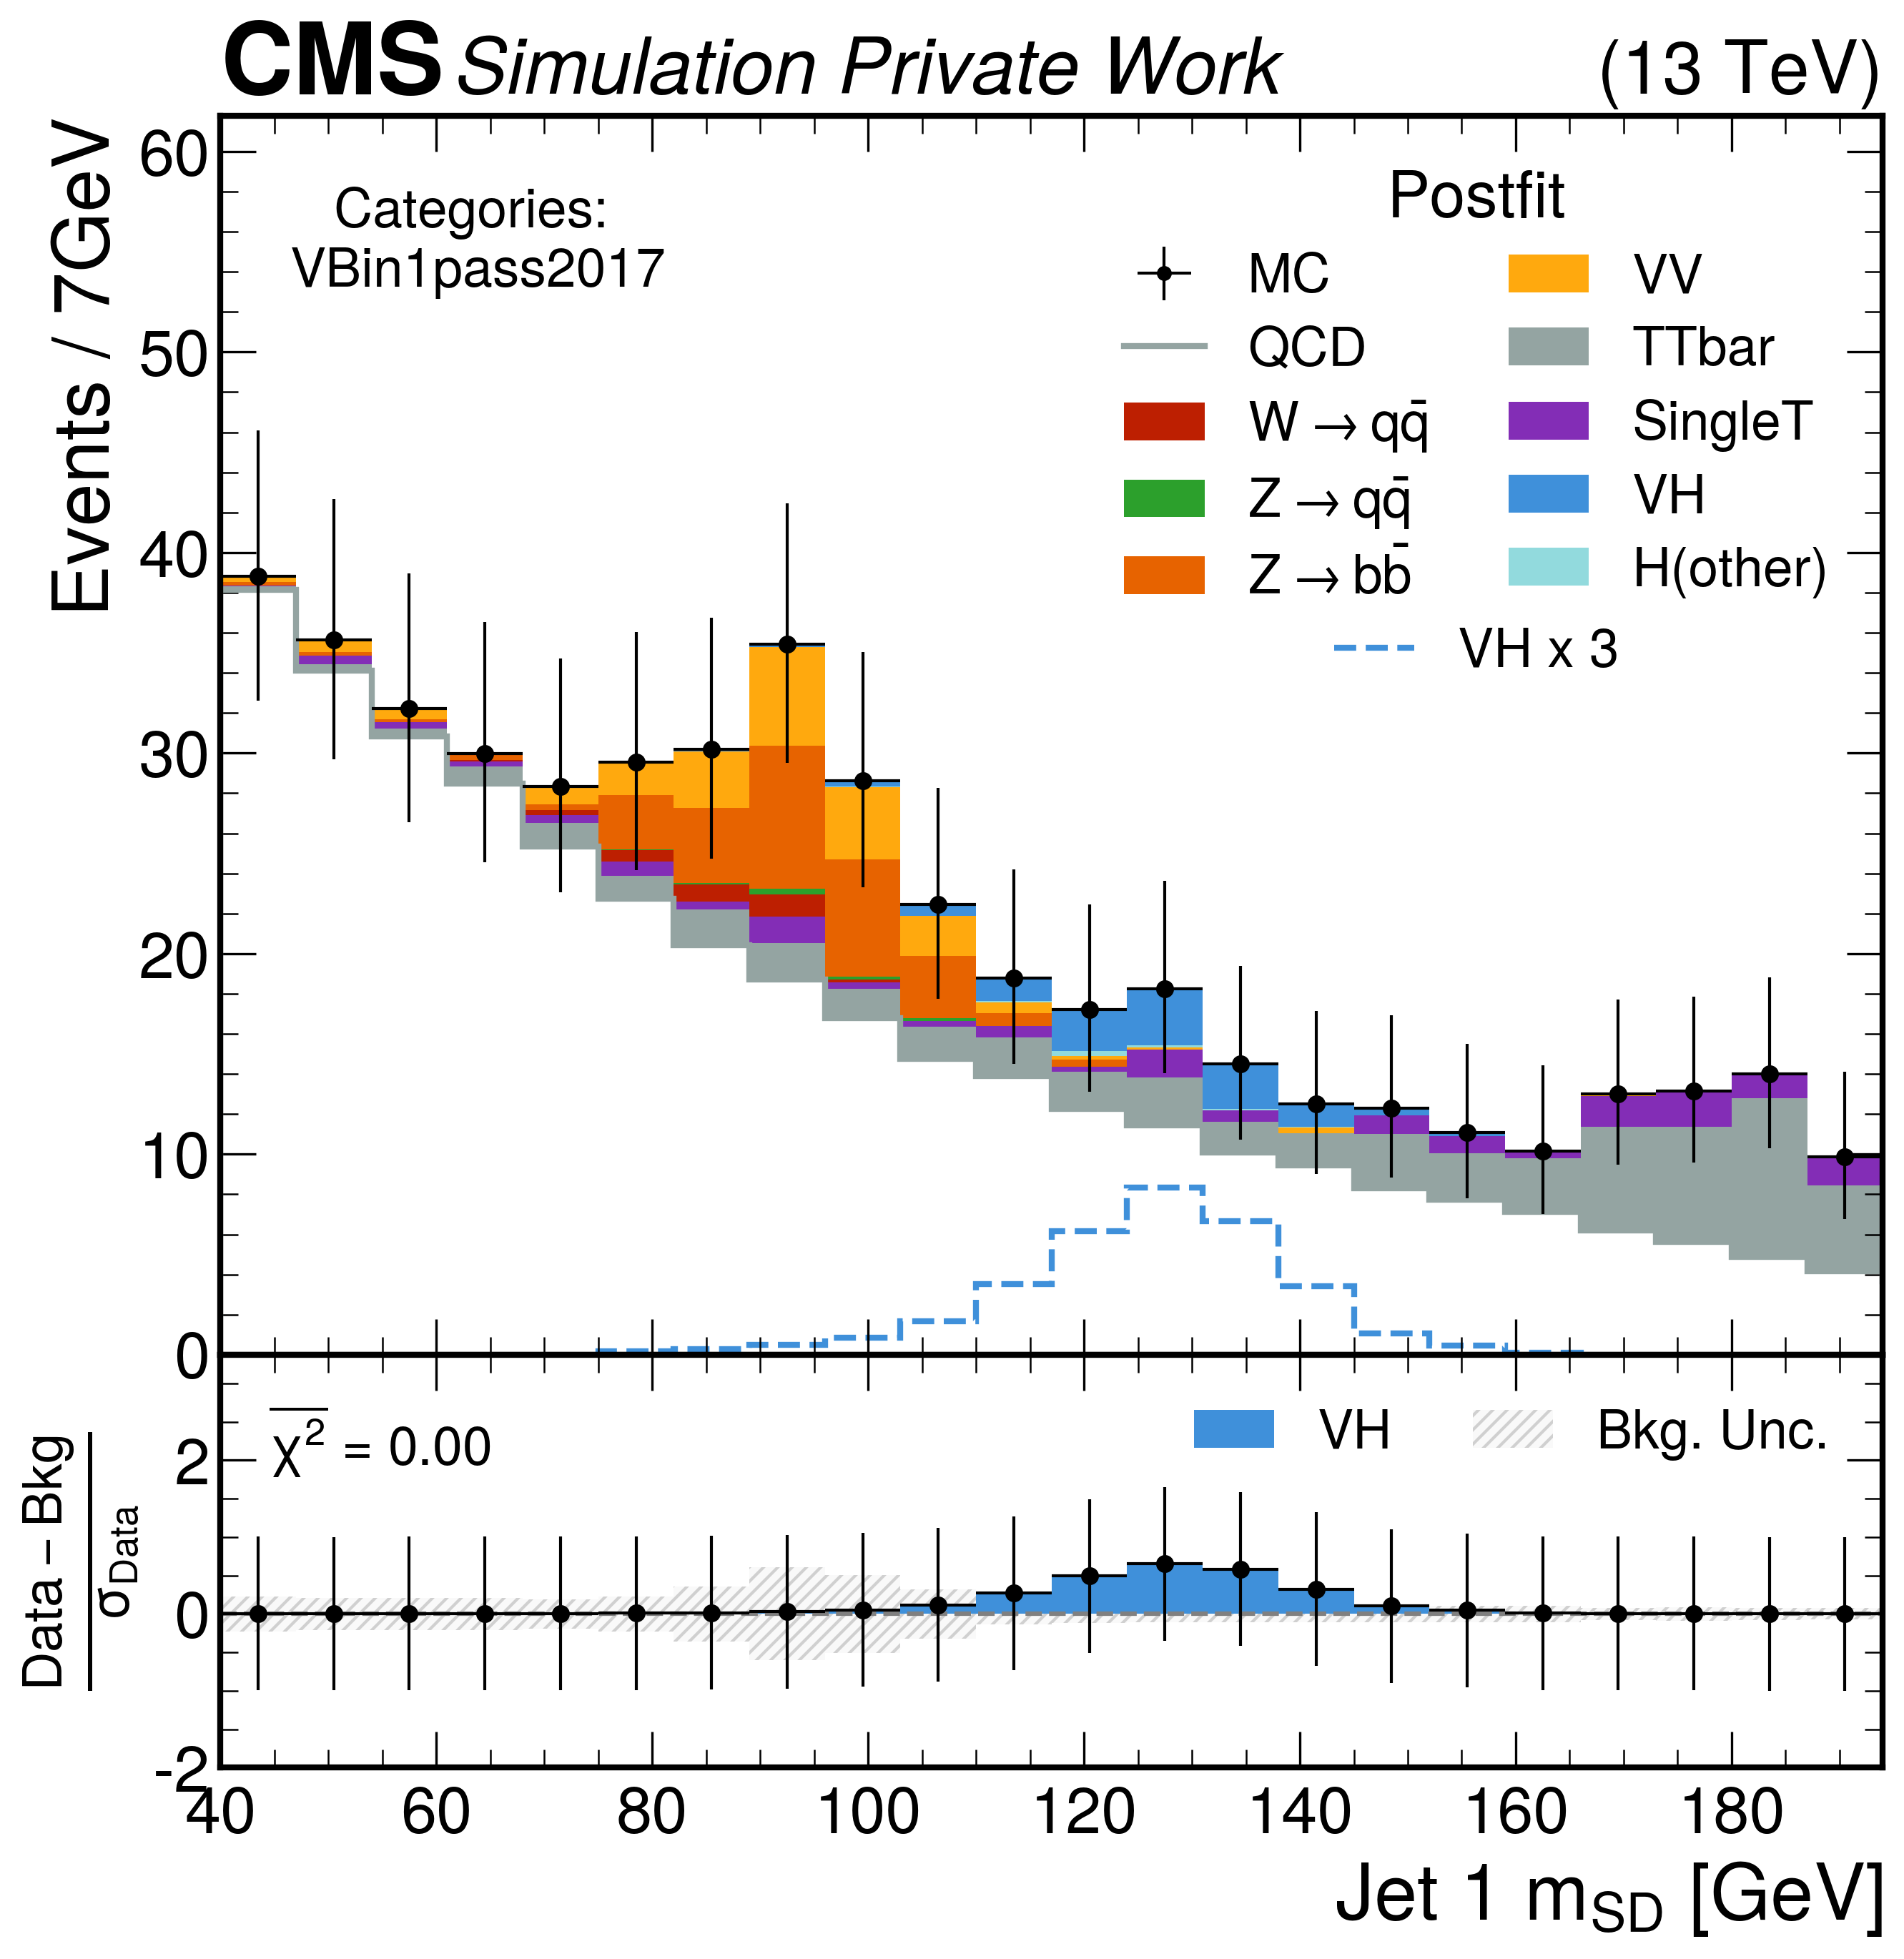 CMS Simulation Private Work (13 TeV)
Events / 7GeV
60
50
40
30
20
10
0
Categories:
VBin1pass2017
Postfit
MC
QCD
W → qq̄
Z → qq̄
Z → bb̄
VV
TTbar
SingleT
VH
H(other)
VH x 3
Data – Bkg
σData
2
0
-2
χ² = 0.00
VH
Bkg. Unc.
40 60 80 100 120 140 160 180
Jet 1 mSD [GeV]